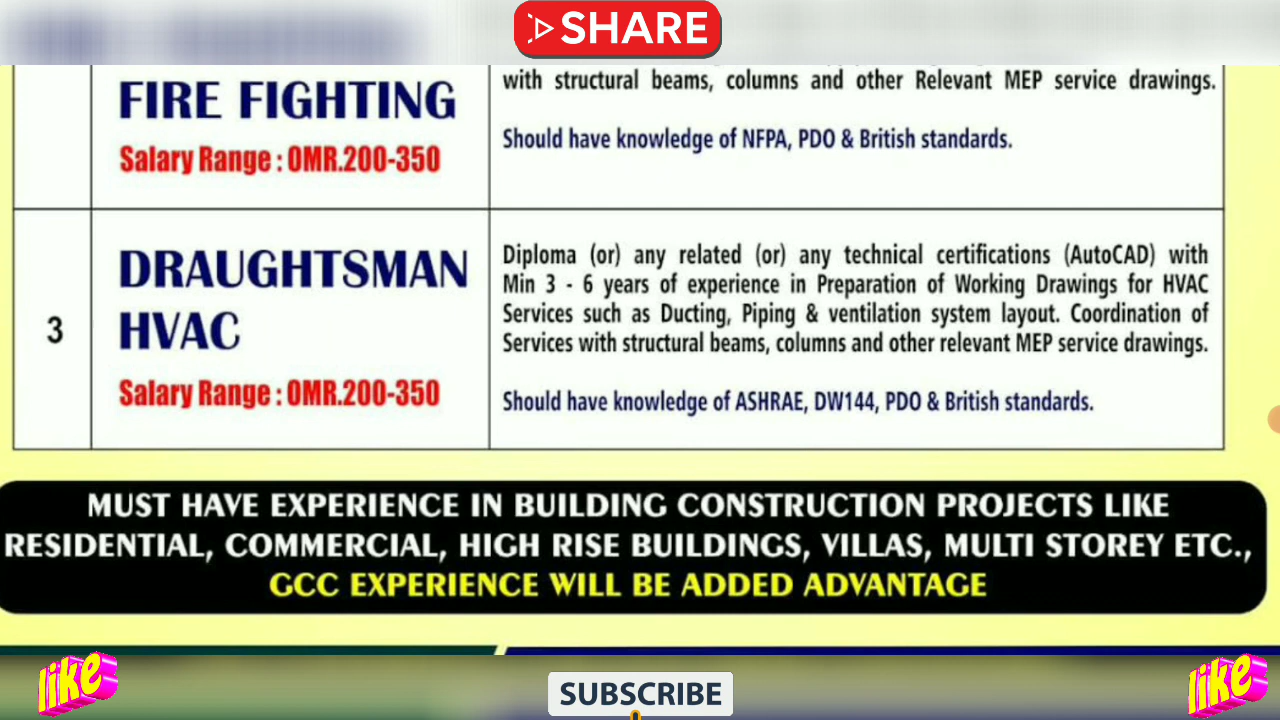 SHARE
with structural beams, columns and other Relevant MEP service drawings.
FIRE FIGHTING
Should have knowledge of NFPA, PDO & British standards.
Salary Range : OMR.200-350
3
DRAUGHTSMAN
HVAC
Salary Range : OMR.200-350
Diploma (or) any related (or) any technical certifications (AutoCAD) with
Min 3 - 6 years of experience in Preparation of Working Drawings for HVAC
Services such as Ducting, Piping & ventilation system layout. Coordination of
Services with structural beams, columns and other relevant MEP service drawings.
Should have knowledge of ASHRAE, DW144, PDO & British standards.
MUST HAVE EXPERIENCE IN BUILDING CONSTRUCTION PROJECTS LIKE
RESIDENTIAL, COMMERCIAL, HIGH RISE BUILDINGS, VILLAS, MULTI STOREY ETC.,
GCC EXPERIENCE WILL BE ADDED ADVANTAGE
like
SUBSCRIBE
like